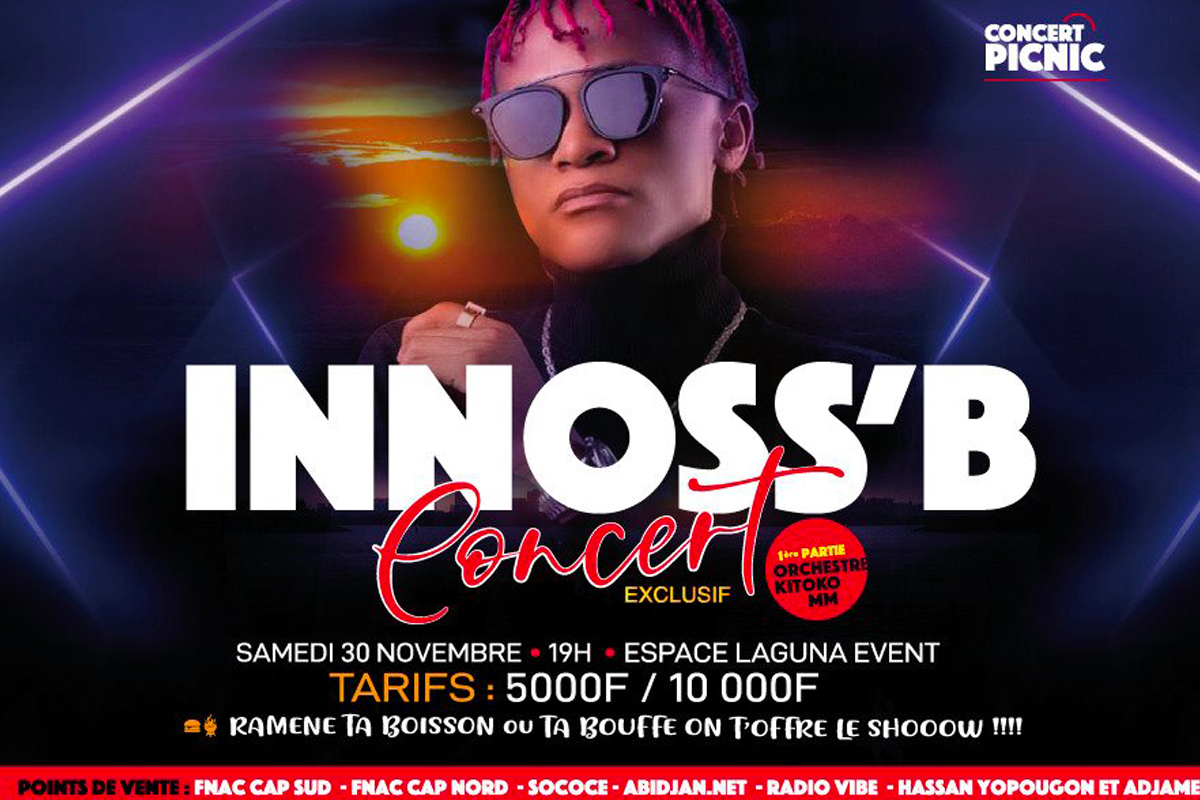 CONCERT
PICNIC
INNOSS'B
Concert
EXCLUSIF
1ère PARTIE
ORCHESTRE
KITOKO
MM
SAMEDI 30 NOVEMBRE • 19H • ESPACE LAGUNA EVENT
TARIFS : 5000F / 10 000F
RAMENE TA BOISSON OU TA BOUFFE ON T'OFFRE LE SHOOOW !!!!
POINTS DE VENTE : FNAC CAP SUD - FNAC CAP NORD - SOCOCE - ABIDJAN.NET - RADIO VIBE - HASSAN YOPOUGON ET ADJAME